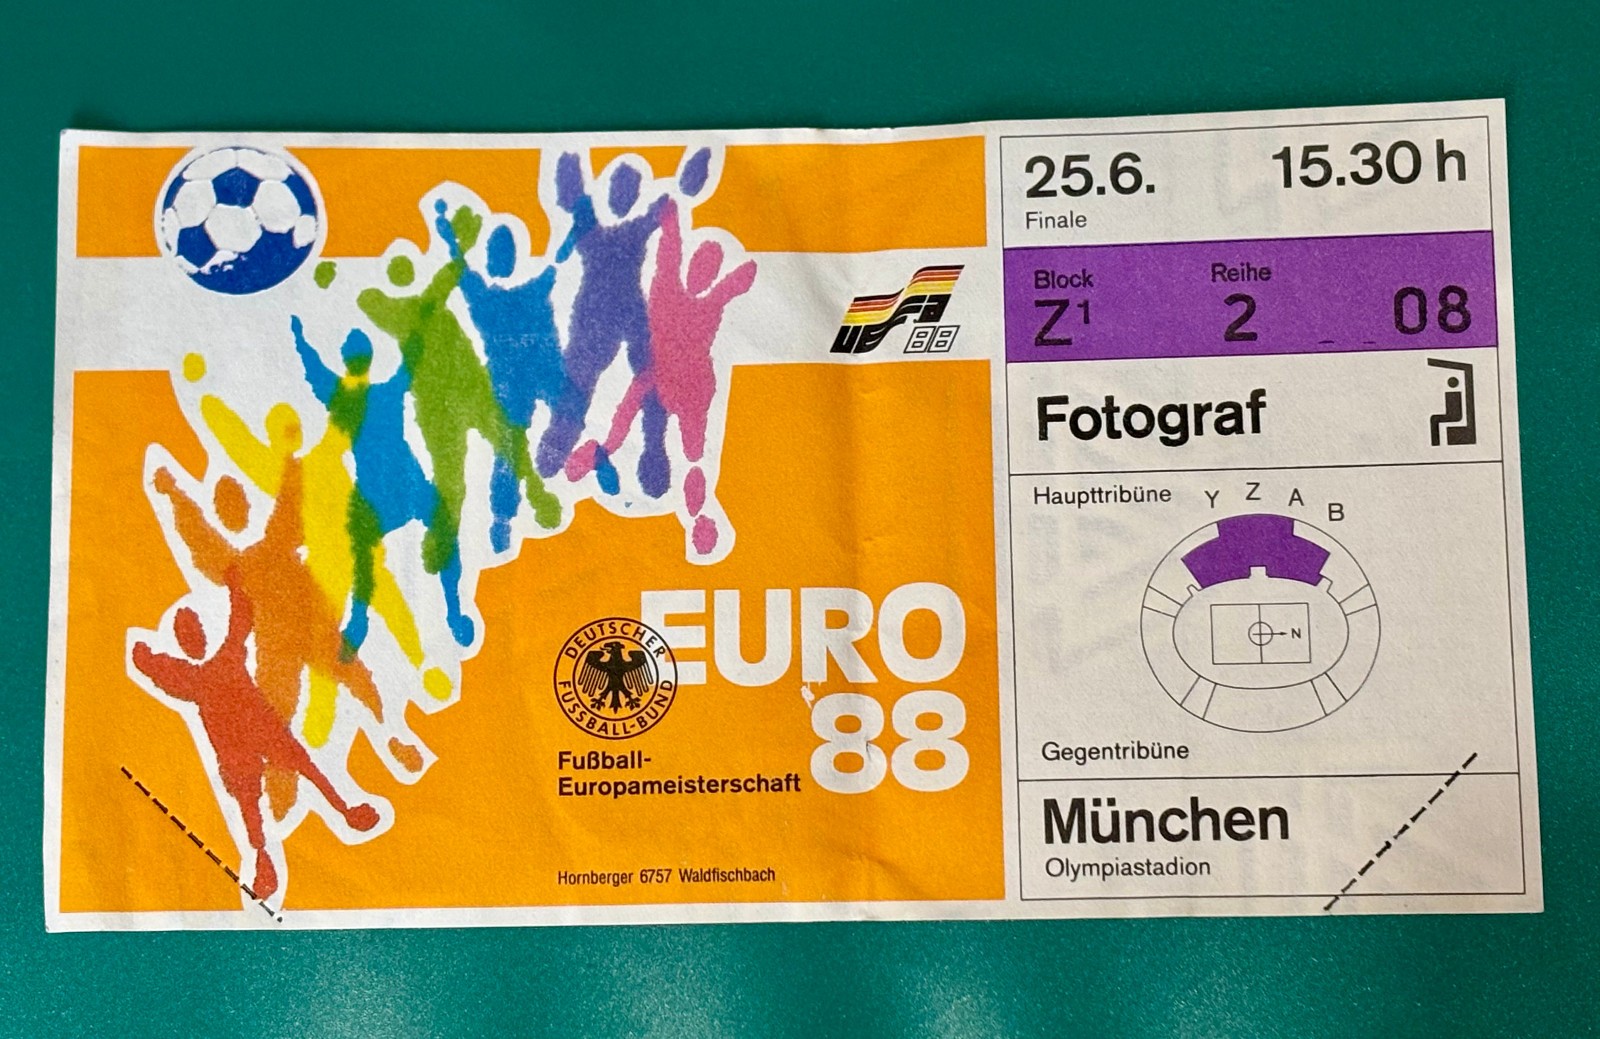 UEFA
88
DEUTSCHER
FUSSBALL-BUND
EURO
88
Fußball-
Europameisterschaft
Hornberger 6757 Waldfischbach
25.6. 15.30 h
Finale
Block Reihe
Z1 2 08
Fotograf
Haupttribüne Y Z A B
N
Gegentribüne
München
Olympiastadion